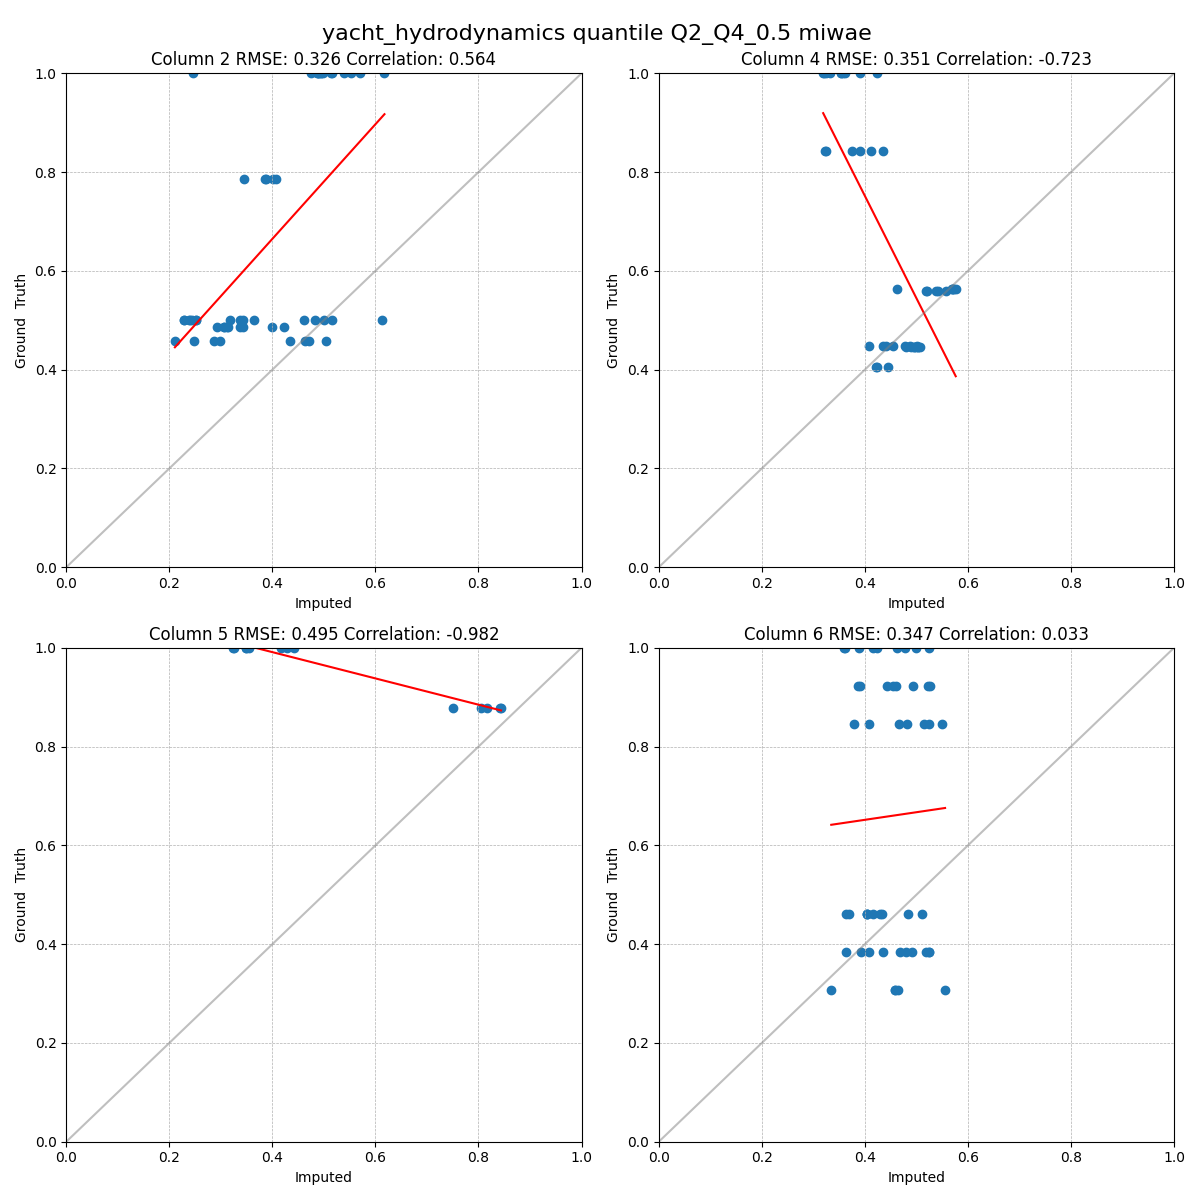 yacht_hydrodynamics quantile Q2_Q4_0.5 miwae
Column 2 RMSE: 0.326 Correlation: 0.564
1.0
0.8
0.6
0.4
0.2
0.0
Ground Truth
0.0 0.2 0.4 0.6 0.8 1.0
Imputed
Column 4 RMSE: 0.351 Correlation: -0.723
1.0
0.8
0.6
0.4
0.2
0.0
Ground Truth
0.0 0.2 0.4 0.6 0.8 1.0
Imputed
Column 5 RMSE: 0.495 Correlation: -0.982
1.0
0.8
0.6
0.4
0.2
0.0
Ground Truth
0.0 0.2 0.4 0.6 0.8 1.0
Imputed
Column 6 RMSE: 0.347 Correlation: 0.033
1.0
0.8
0.6
0.4
0.2
0.0
Ground Truth
0.0 0.2 0.4 0.6 0.8 1.0
Imputed